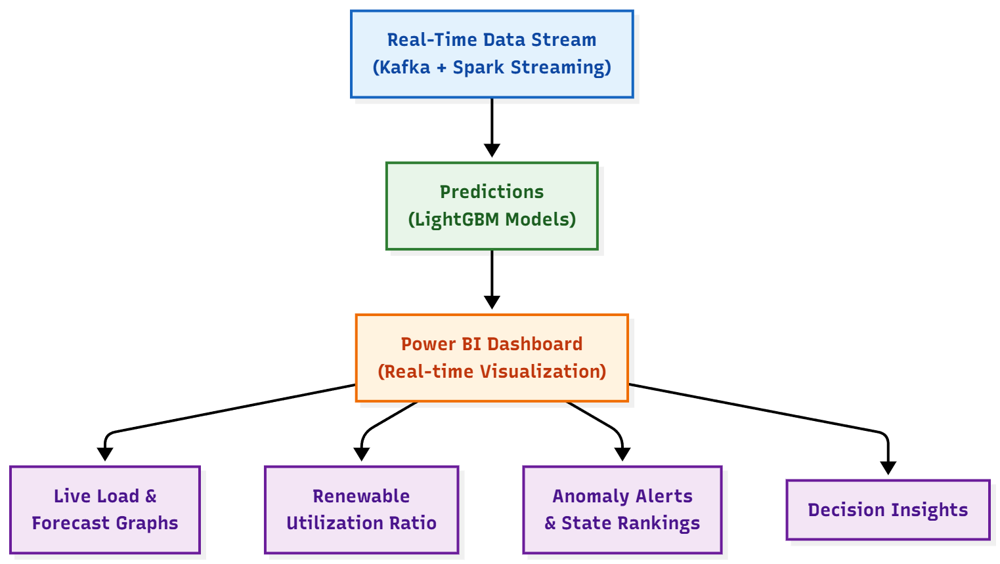 Real-Time Data Stream
(Kafka + Spark Streaming)
Predictions
(LightGBM Models)
Power BI Dashboard
(Real-time Visualization)
Live Load &
Forecast Graphs
Renewable
Utilization Ratio
Anomaly Alerts
& State Rankings
Decision Insights